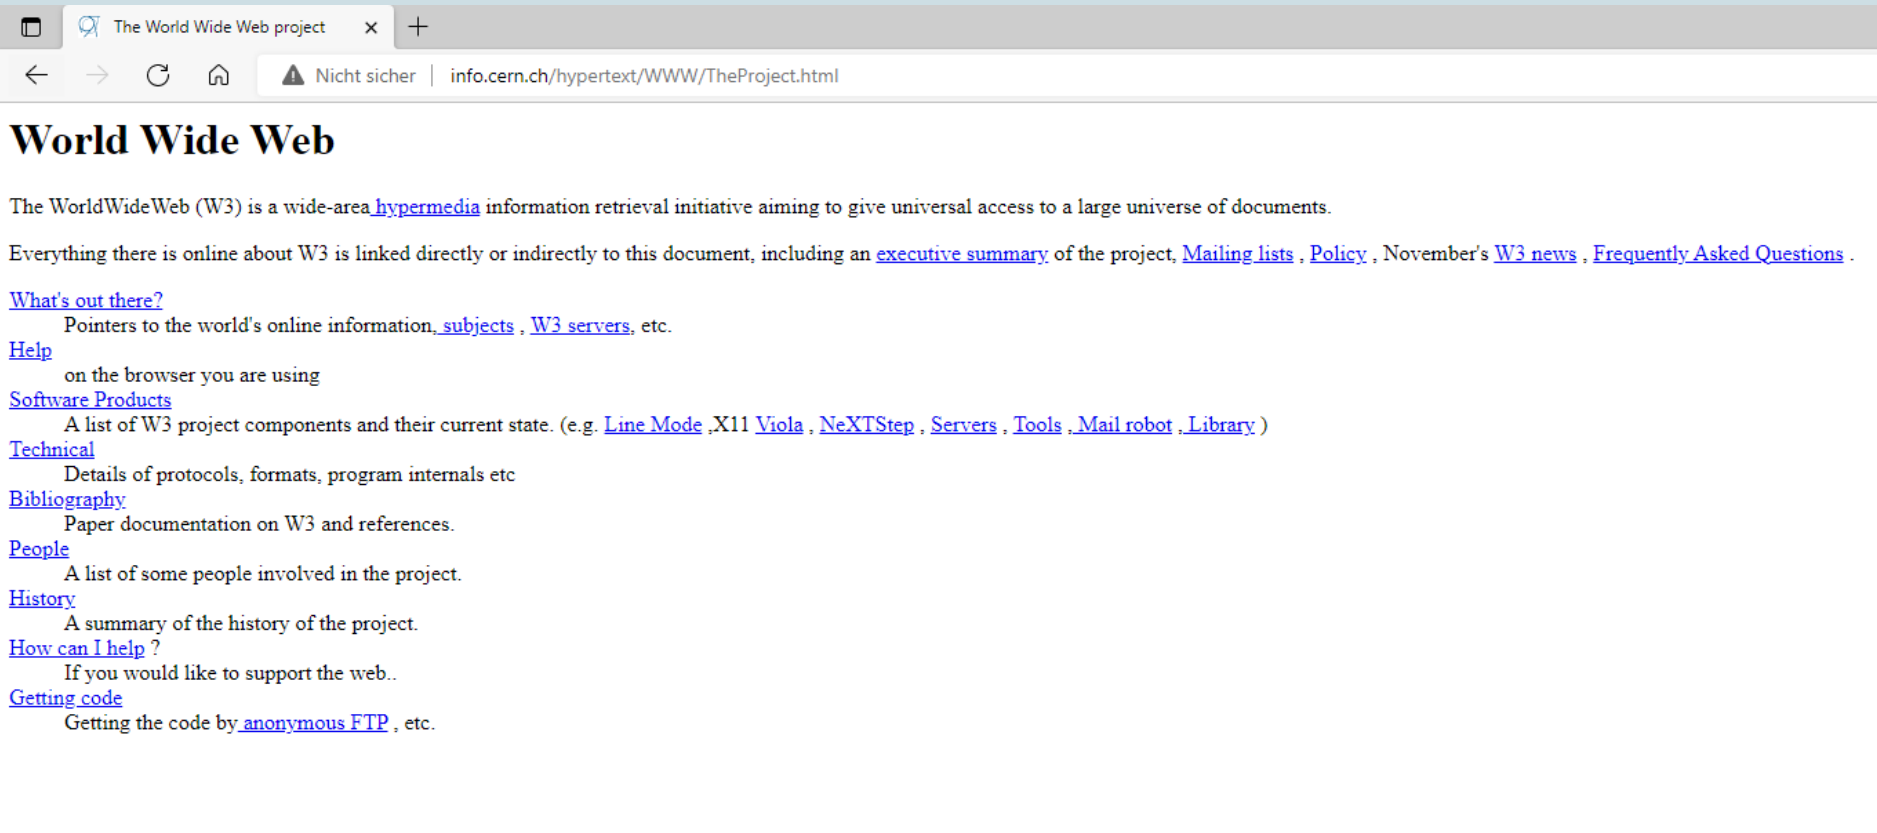 The World Wide Web project
Nicht sicher info.cern.ch/hypertext/WWW/TheProject.html
World Wide Web
The WorldWideWeb (W3) is a wide-area hypermedia information retrieval initiative aiming to give universal access to a large universe of documents.
Everything there is online about W3 is linked directly or indirectly to this document, including an executive summary of the project, Mailing lists , Policy , November's W3 news , Frequently Asked Questions .
What's out there?
Pointers to the world's online information, subjects , W3 servers, etc.
Help
on the browser you are using
Software Products
A list of W3 project components and their current state. (e.g. Line Mode ,X11 Viola , NeXTStep , Servers , Tools , Mail robot , Library )
Technical
Details of protocols, formats, program internals etc
Bibliography
Paper documentation on W3 and references.
People
A list of some people involved in the project.
History
A summary of the history of the project.
How can I help ?
If you would like to support the web..
Getting code
Getting the code by anonymous FTP , etc.